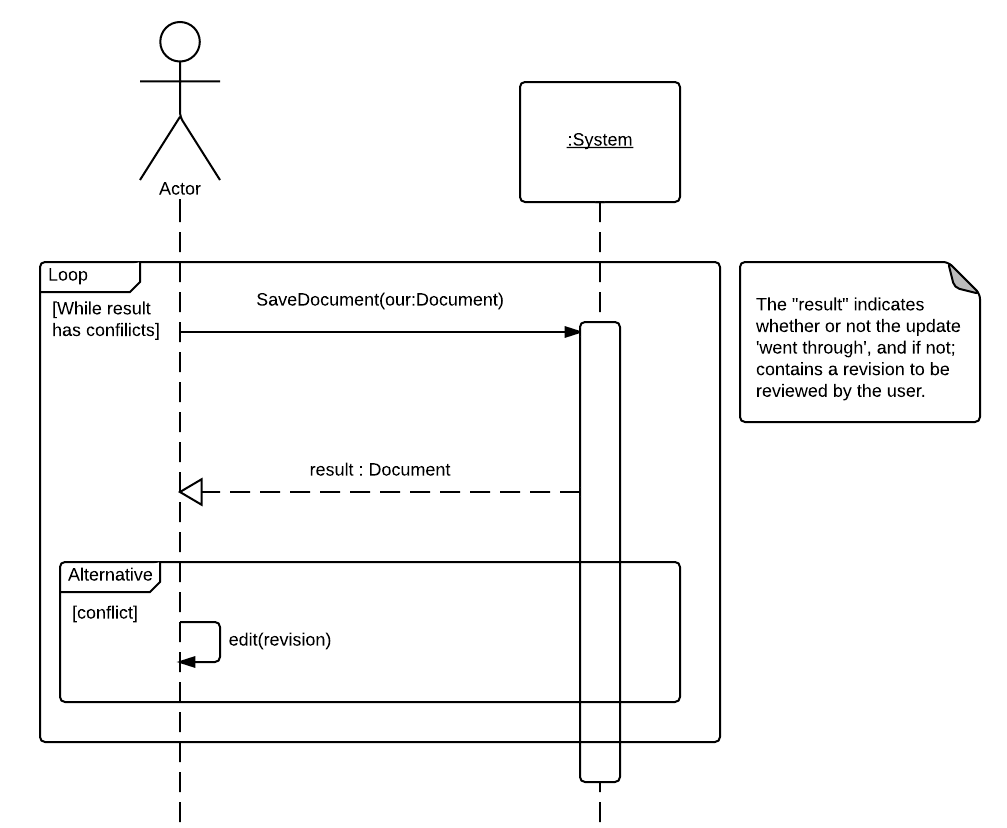 Actor
:System
Loop
[While result
has confilicts]
SaveDocument(our:Document)
The "result" indicates
whether or not the update
'went through', and if not;
contains a revision to be
reviewed by the user.
result : Document
Alternative
[conflict]
edit(revision)